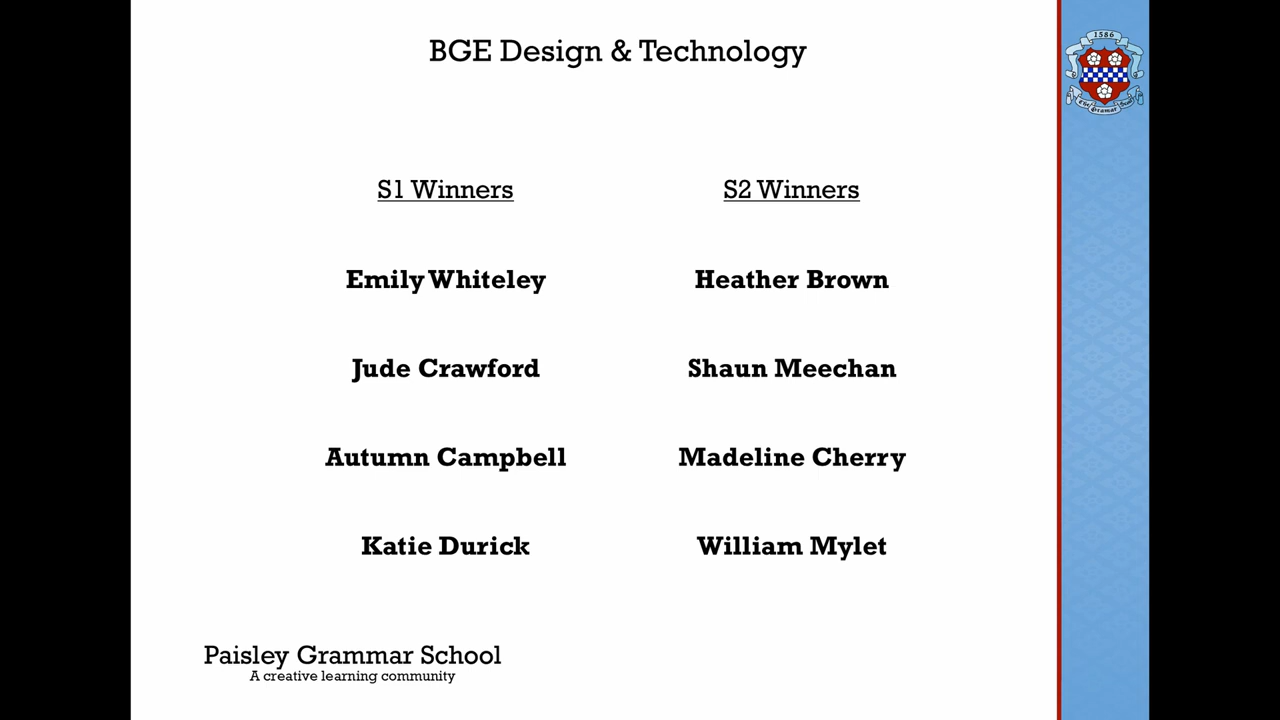 BGE Design & Technology
1586
S1 Winners
S2 Winners
Emily Whiteley
Heather Brown
Jude Crawford
Shaun Meechan
Autumn Campbell
Madeline Cherry
Katie Durick
William Mylet
Paisley Grammar School
A creative learning community